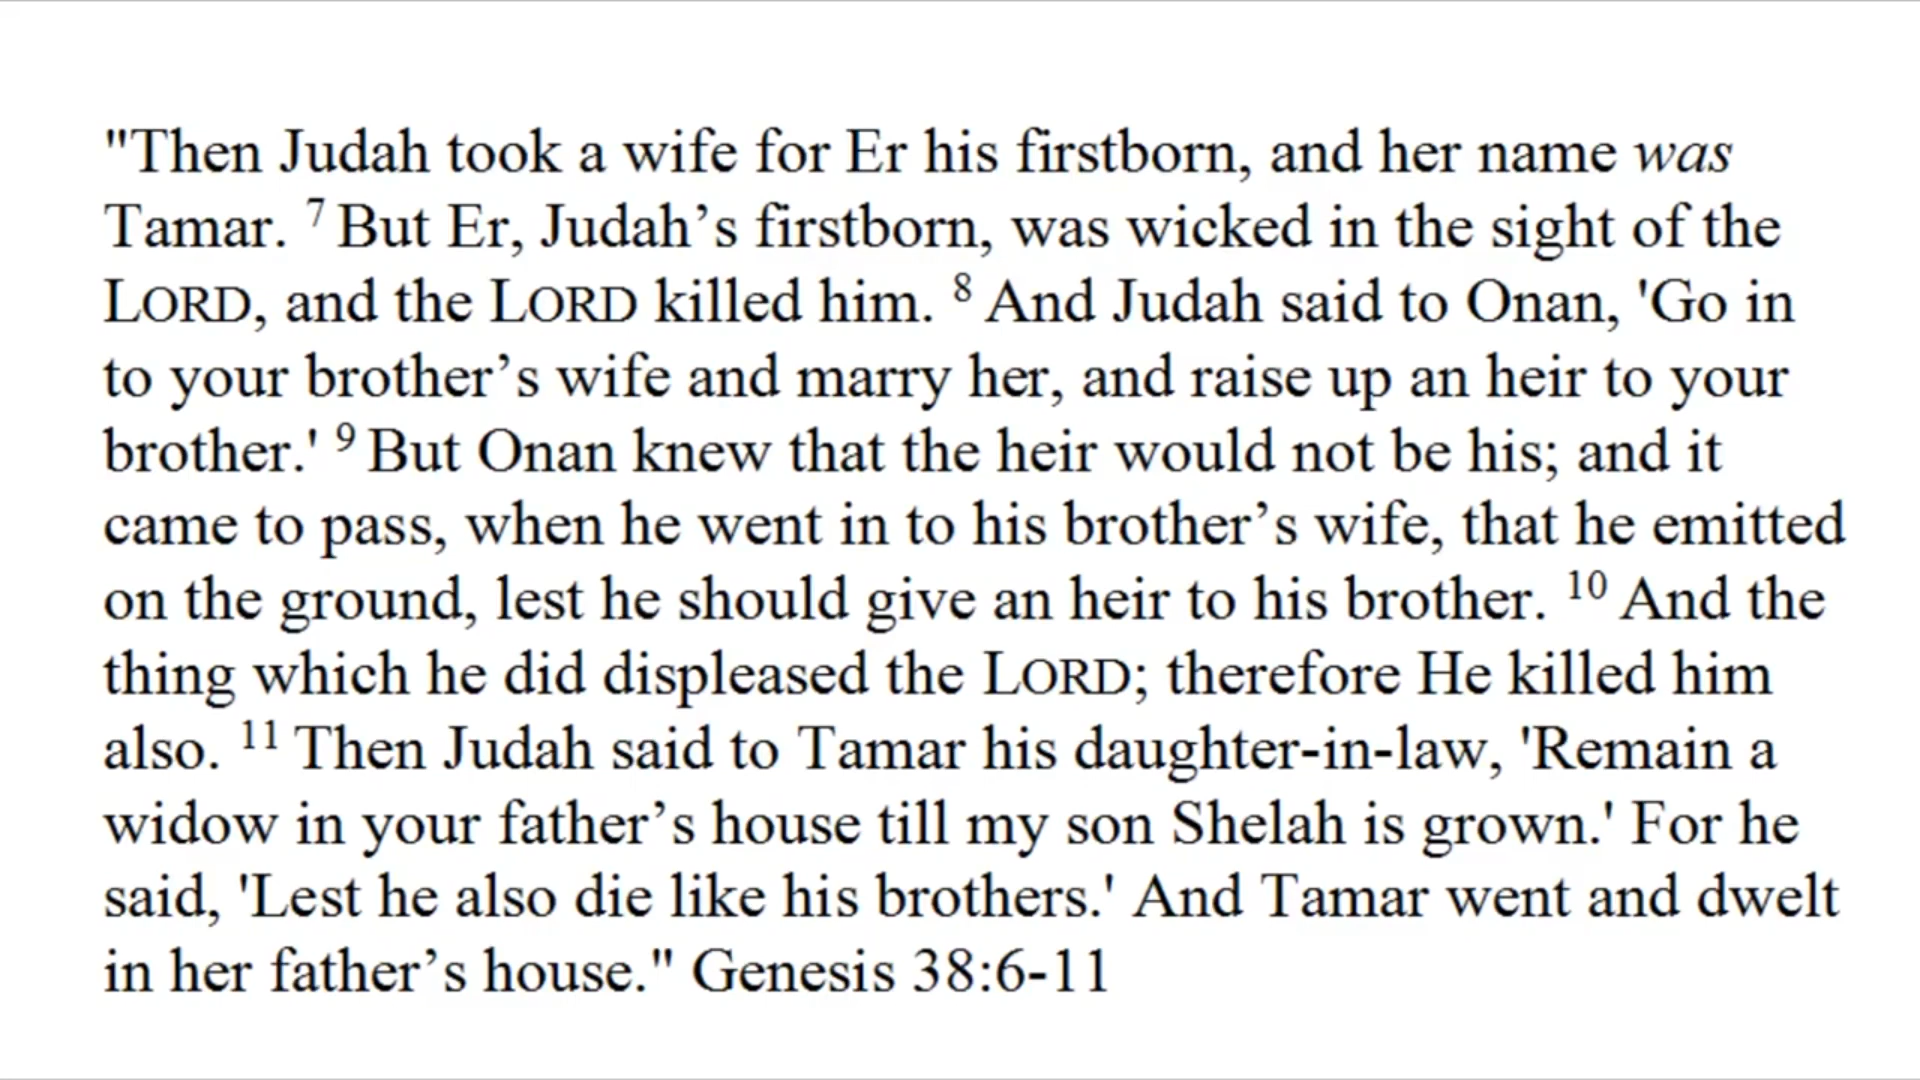 "Then Judah took a wife for Er his firstborn, and her name was
Tamar. 7 But Er, Judah’s firstborn, was wicked in the sight of the
LORD, and the LORD killed him. 8 And Judah said to Onan, 'Go in
to your brother’s wife and marry her, and raise up an heir to your
brother.' 9 But Onan knew that the heir would not be his; and it
came to pass, when he went in to his brother’s wife, that he emitted
on the ground, lest he should give an heir to his brother. 10 And the
thing which he did displeased the LORD; therefore He killed him
also. 11 Then Judah said to Tamar his daughter-in-law, 'Remain a
widow in your father’s house till my son Shelah is grown.' For he
said, 'Lest he also die like his brothers.' And Tamar went and dwelt
in her father’s house." Genesis 38:6-11